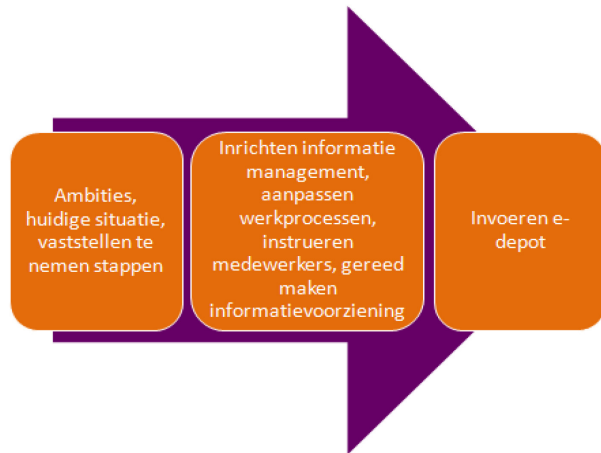 Ambities,
huidige situatie,
vaststellen te
nemen stappen
Inrichten informatie
management,
aanpassen
werkprocessen,
instrueren
medewerkers, gereed
maken
informatievoorziening
Invoeren e-
depot